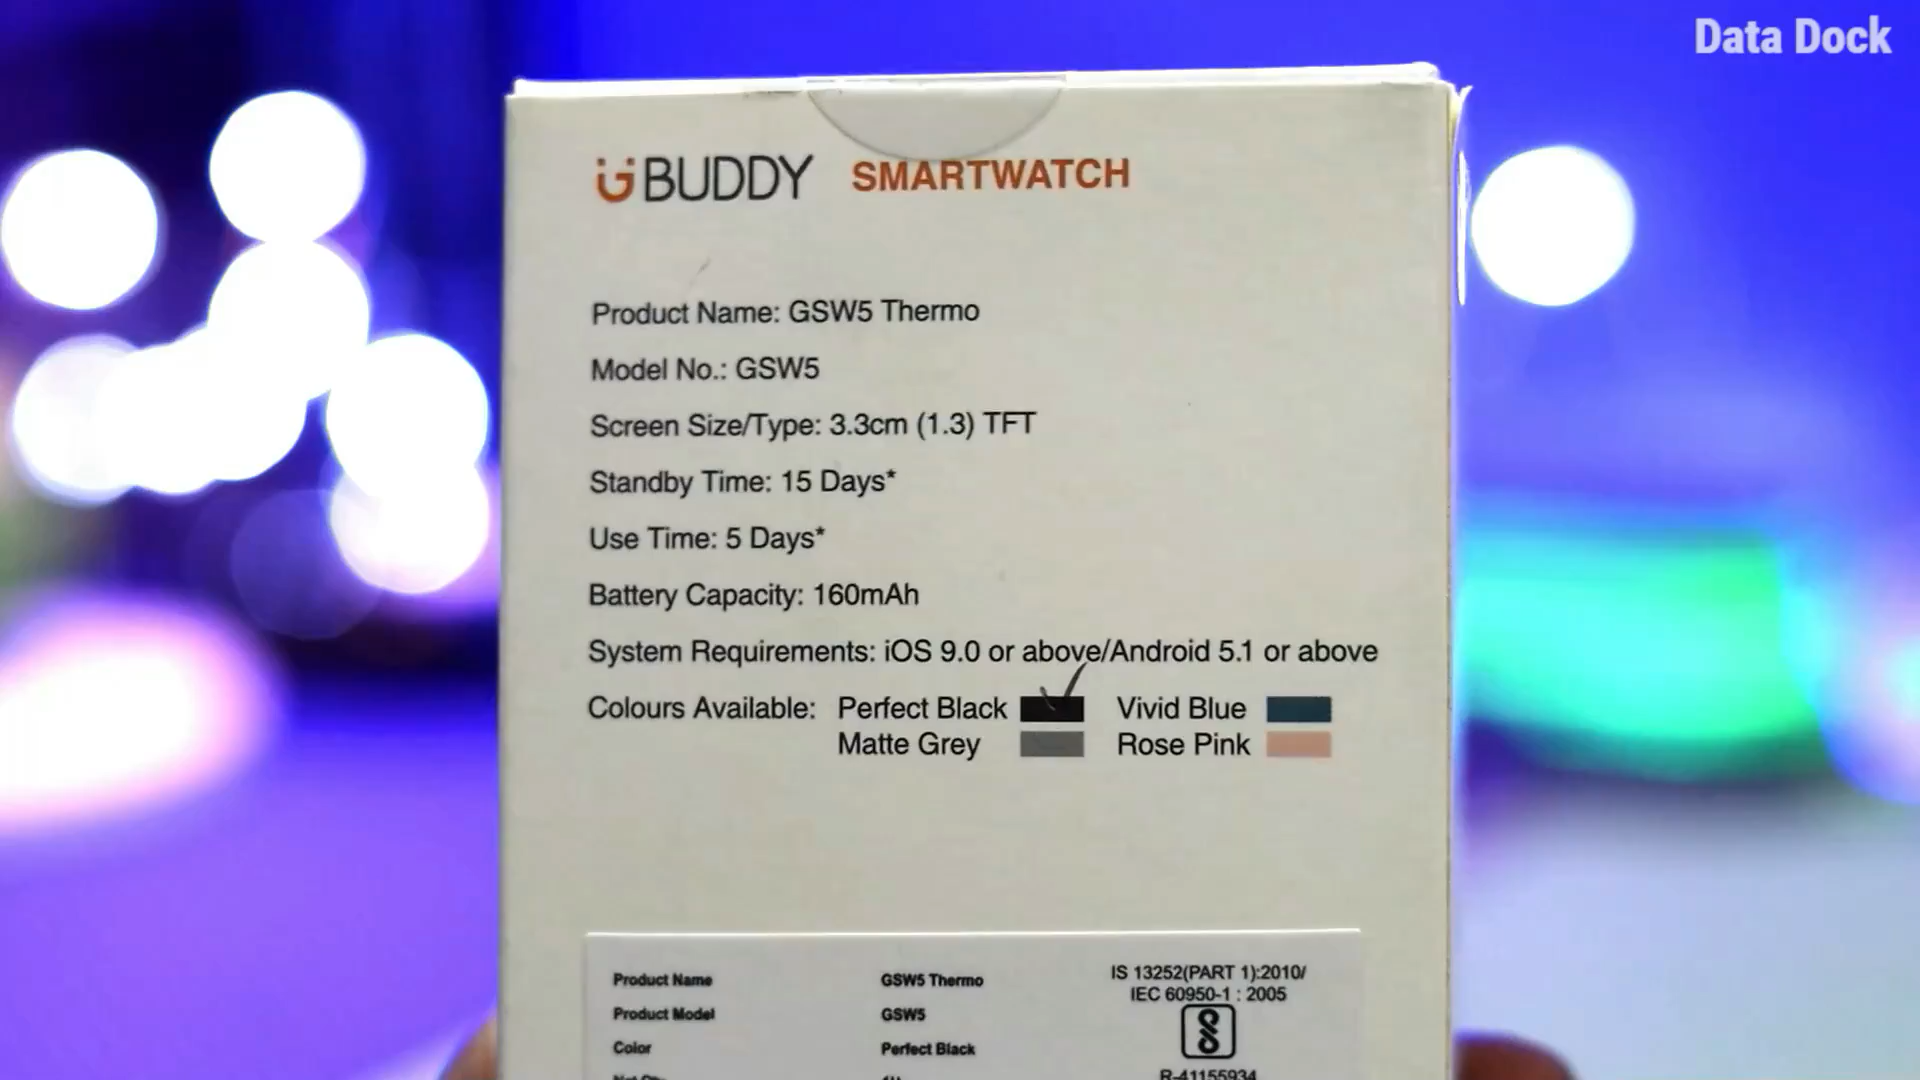 Data Dock
BUDDY SMARTWATCH
Product Name: GSW5 Thermo
Model No.: GSW5
Screen Size/Type: 3.3cm (1.3) TFT
Standby Time: 15 Days*
Use Time: 5 Days*
Battery Capacity: 160mAh
System Requirements: iOS 9.0 or above/Android 5.1 or above
Colours Available: Perfect Black Vivid Blue
Matte Grey Rose Pink
Product Name GSW5 Thermo IS 13252(PART 1):2010/
IEC 60950-1 : 2005
Product Model GSW5
Color Perfect Black
R-41155934